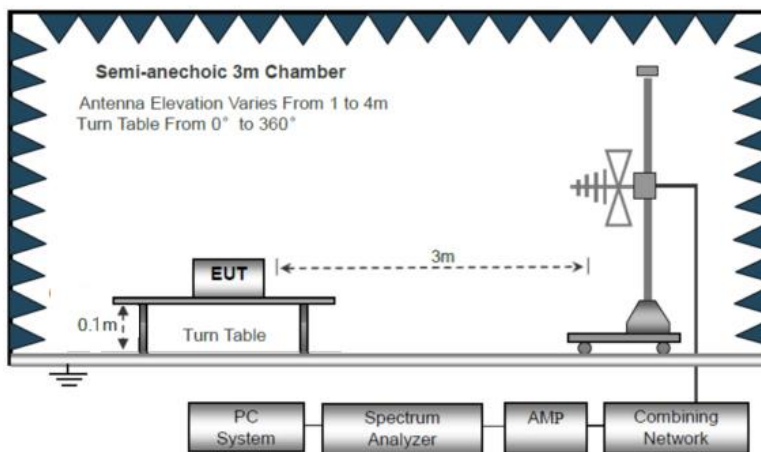 Semi-anechoic 3m Chamber
Antenna Elevation Varies From 1 to 4m
Turn Table From 0° to 360°
3m
EUT
0.1m
Turn Table
PC
System
Spectrum
Analyzer
AMP
Combining
Network